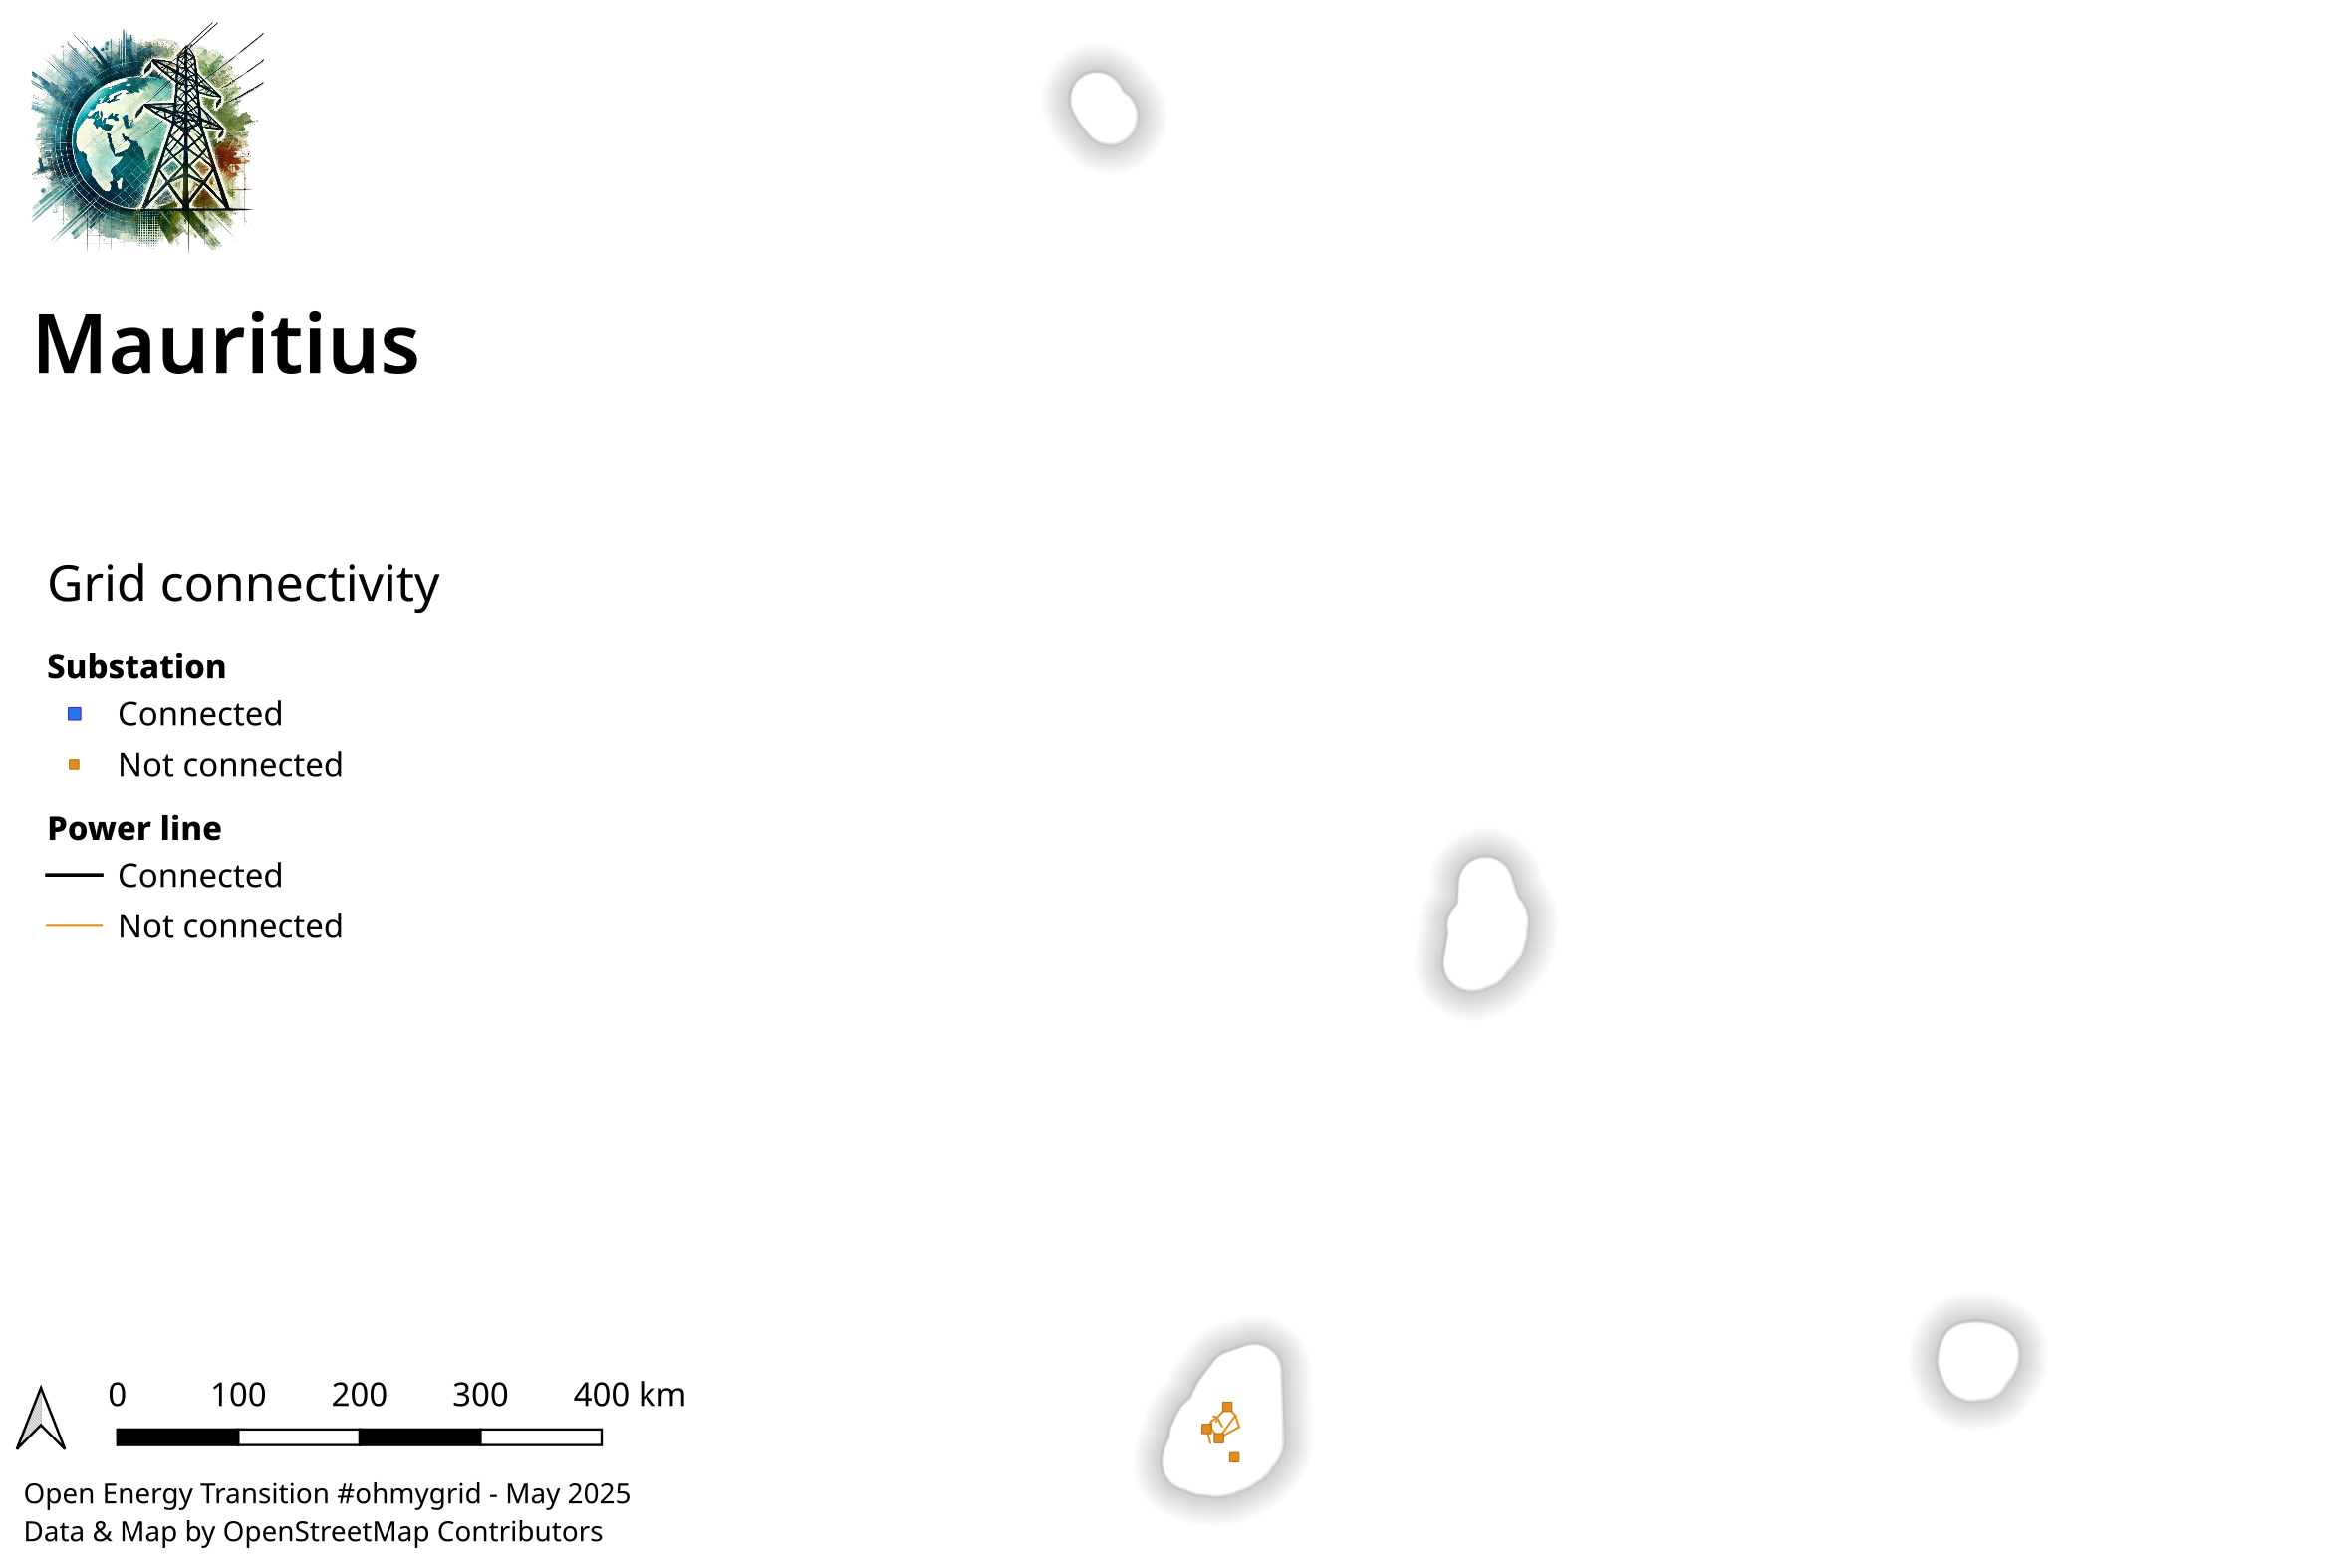 Mauritius
Grid connectivity
Substation
Connected
Not connected
Power line
Connected
Not connected
0 100 200 300 400 km
Open Energy Transition #ohmygrid - May 2025
Data & Map by OpenStreetMap Contributors